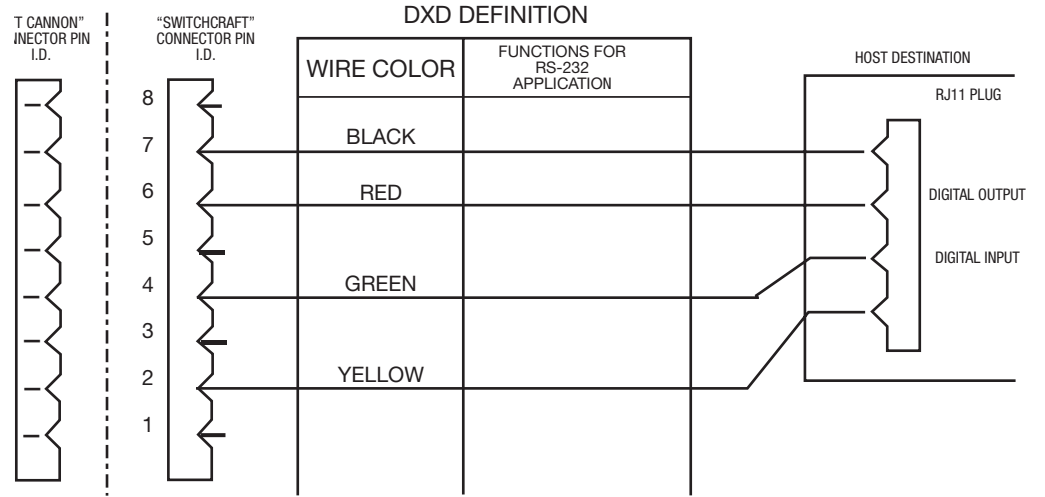 DXD DEFINITION
T CANNON"
NECTOR PIN
I.D.
"SWITCHCRAFT"
CONNECTOR PIN
I.D.
WIRE COLOR
FUNCTIONS FOR
RS-232
APPLICATION
HOST DESTINATION
RJ11 PLUG
8
7
BLACK
6
RED
DIGITAL OUTPUT
5
DIGITAL INPUT
4
GREEN
3
2
YELLOW
1